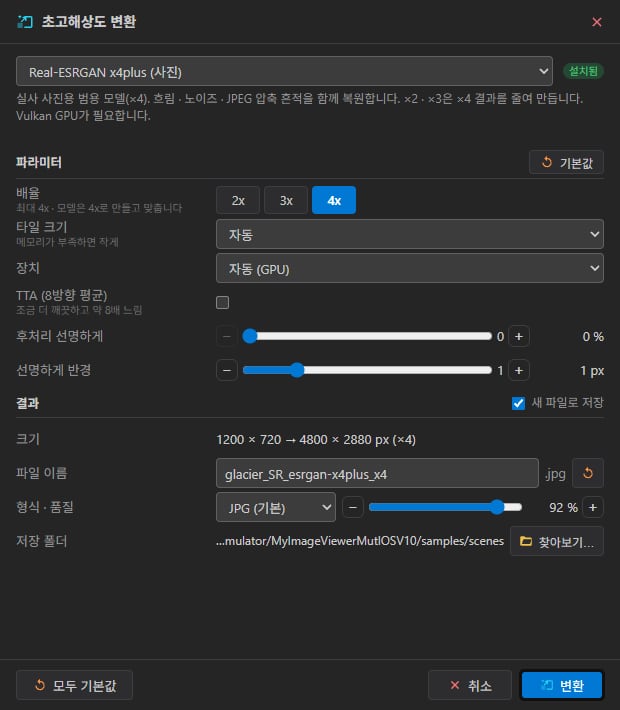 초고해상도 변환
Real-ESRGAN x4plus (사진)
설치됨
실사 사진용 범용 모델(×4). 흐림 · 노이즈 · JPEG 압축 흔적을 함께 복원합니다. ×2 · ×3은 ×4 결과를 줄여 만듭니다.
Vulkan GPU가 필요합니다.
파라미터
기본값
배율
최대 4x · 모델은 4x로 만들고 맞춥니다
2x 3x 4x
타일 크기
메모리가 부족하면 작게
자동
장치
자동 (GPU)
TTA (8방향 평균)
조금 더 깨끗하고 약 8배 느림
후처리 선명하게
− 0 + 0 %
선명하게 반경
− 1 + 1 px
결과
새 파일로 저장
크기
1200 × 720 → 4800 × 2880 px (×4)
파일 이름
glacier_SR_esrgan-x4plus_x4
.jpg
형식 · 품질
JPG (기본)
− 92 % +
저장 폴더
...mulator/MyImageViewerMutIOSV10/samples/scenes
찾아보기...
모두 기본값
취소
변환